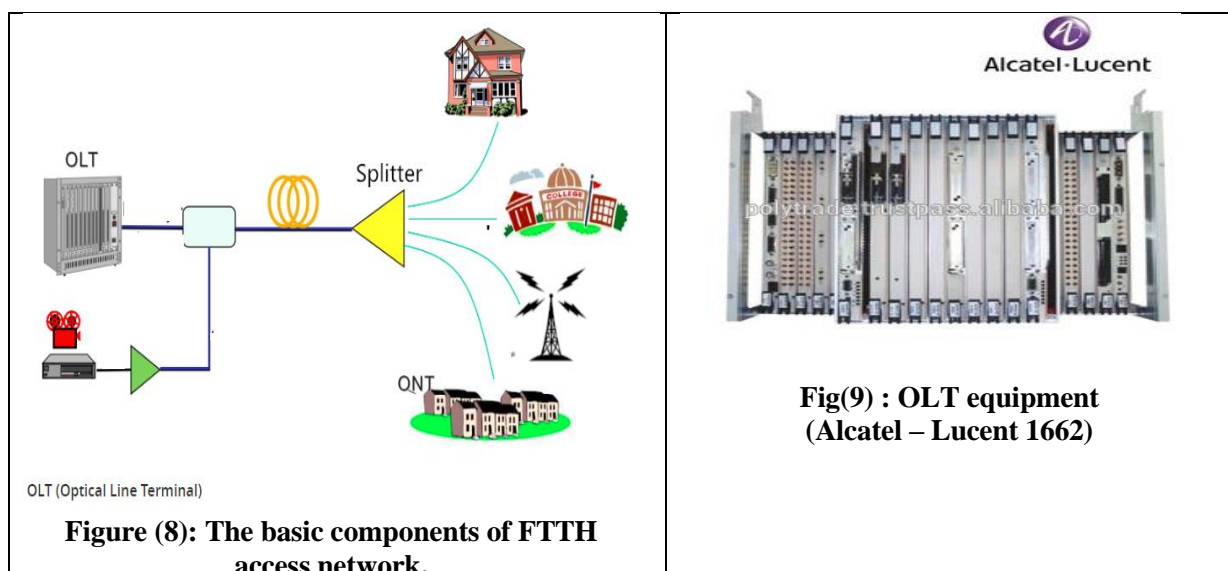 OLT
Splitter
COLLEGE
ONT
OLT (Optical Line Terminal)
Figure (8): The basic components of FTTH
access network.
Alcatel·Lucent
polytrade.trustpass.alibaba.com
Fig(9) : OLT equipment
(Alcatel – Lucent 1662)